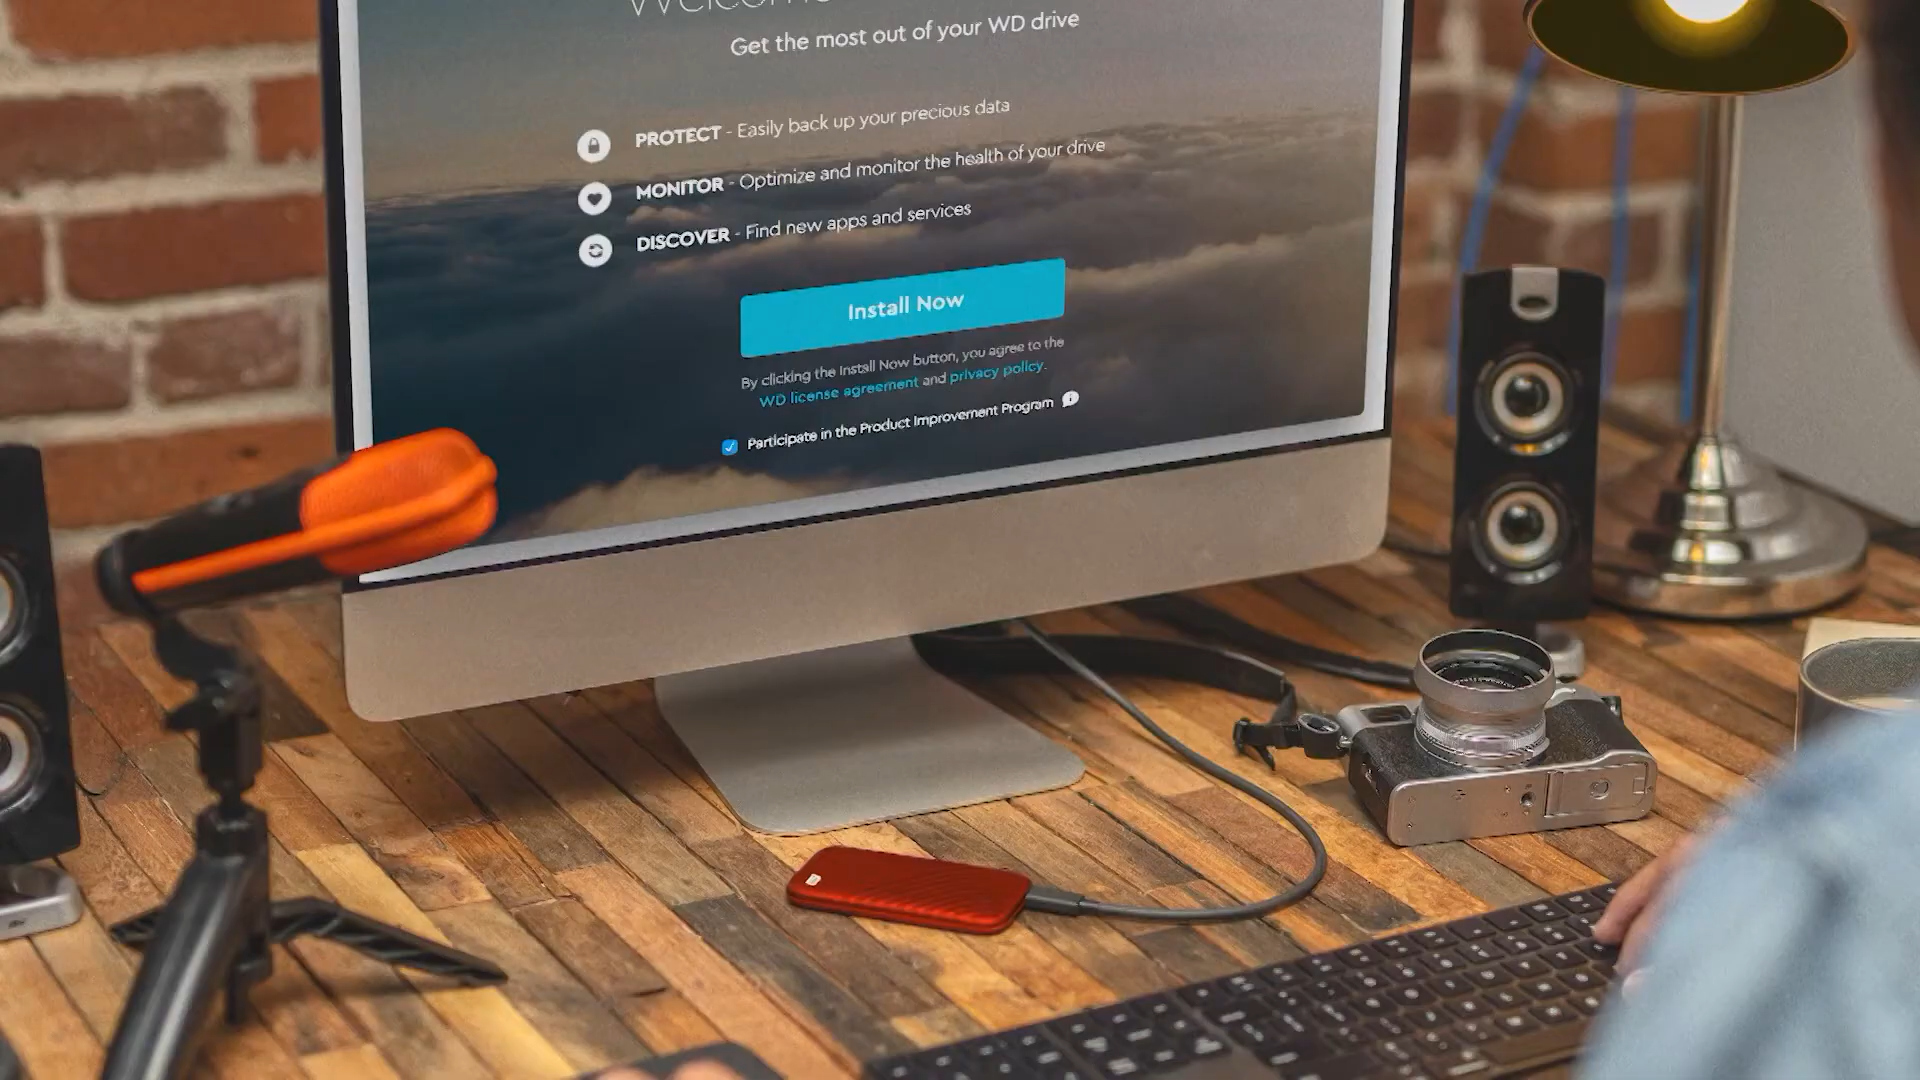 Welcome
Get the most out of your WD drive
PROTECT - Easily back up your precious data
MONITOR - Optimize and monitor the health of your drive
DISCOVER - Find new apps and services
Install Now
By clicking the Install Now button, you agree to the
WD license agreement and privacy policy.
Participate in the Product Improvement Program